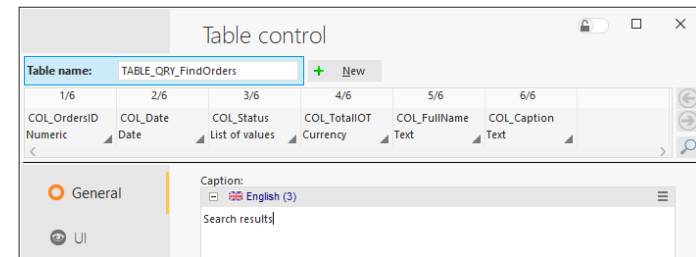 Table control
Table name: TABLE_QRY_FindOrders + New
1/6 2/6 3/6 4/6 5/6 6/6
COL_OrdersID COL_Date COL_Status COL_TotalIOT COL_FullName COL_Caption
Numeric Date List of values Currency Text Text
General
Caption:
English (3)
Search results
UI